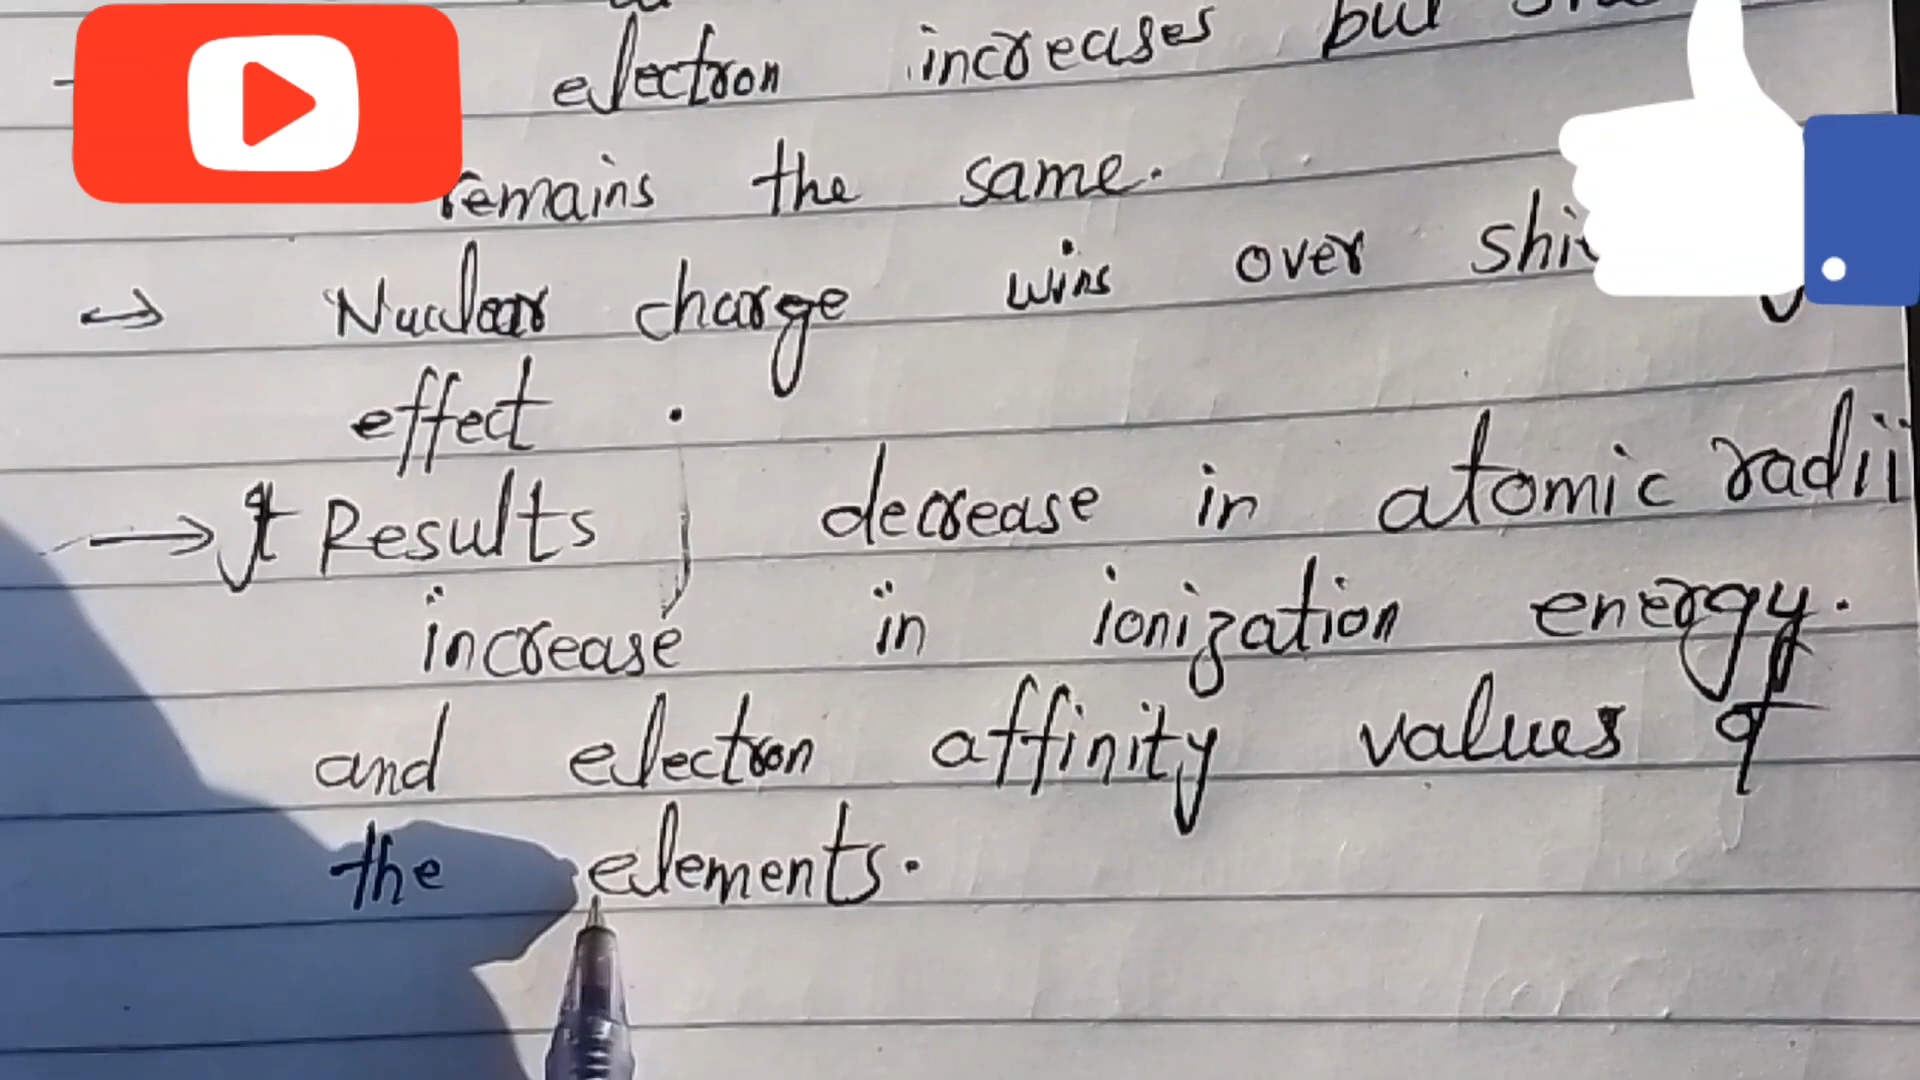 electron increases but
remains the same.
→ Nuclear charge wins over
effect .
→ It Results decrease in atomic radii
increase in ionization energy.
and electron affinity values of
the elements.